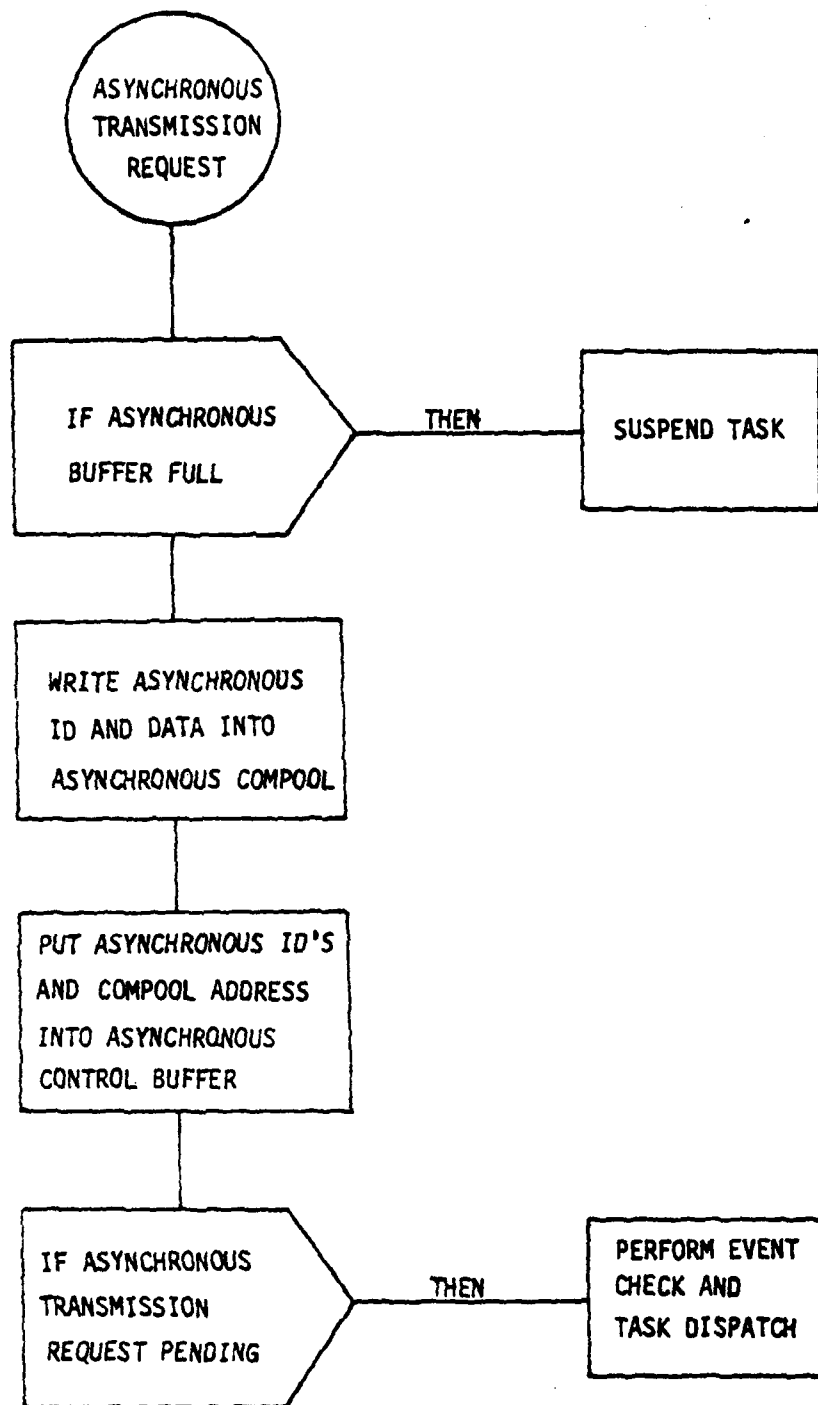 ASYNCHRONOUS
TRANSMISSION
REQUEST
IF ASYNCHRONOUS
BUFFER FULL
THEN
SUSPEND TASK
WRITE ASYNCHRONOUS
ID AND DATA INTO
ASYNCHRONOUS COMPOOL
PUT ASYNCHRONOUS ID'S
AND COMPOOL ADDRESS
INTO ASYNCHRONOUS
CONTROL BUFFER
IF ASYNCHRONOUS
TRANSMISSION
REQUEST PENDING
THEN
PERFORM EVENT
CHECK AND
TASK DISPATCH